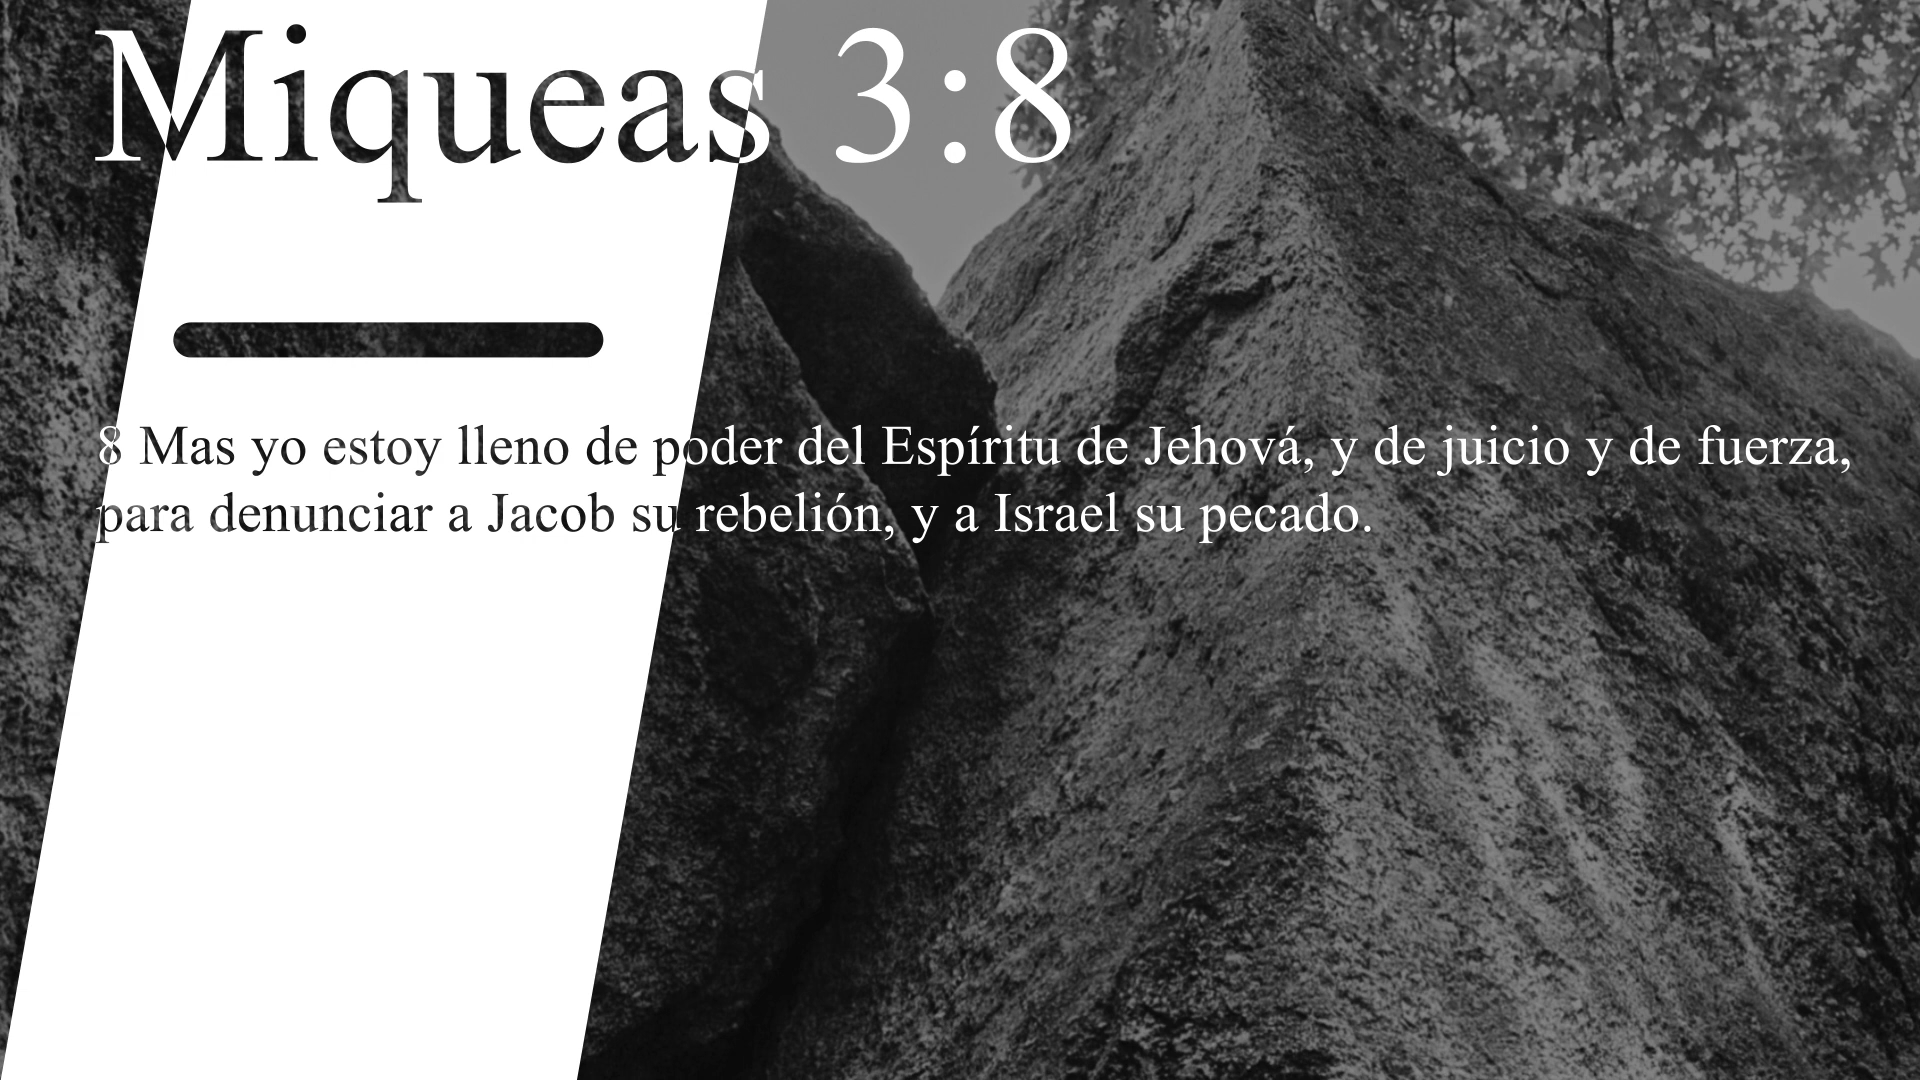 Miqueas 3:8
8 Mas yo estoy lleno de poder del Espíritu de Jehová, y de juicio y de fuerza,
para denunciar a Jacob su rebelión, y a Israel su pecado.